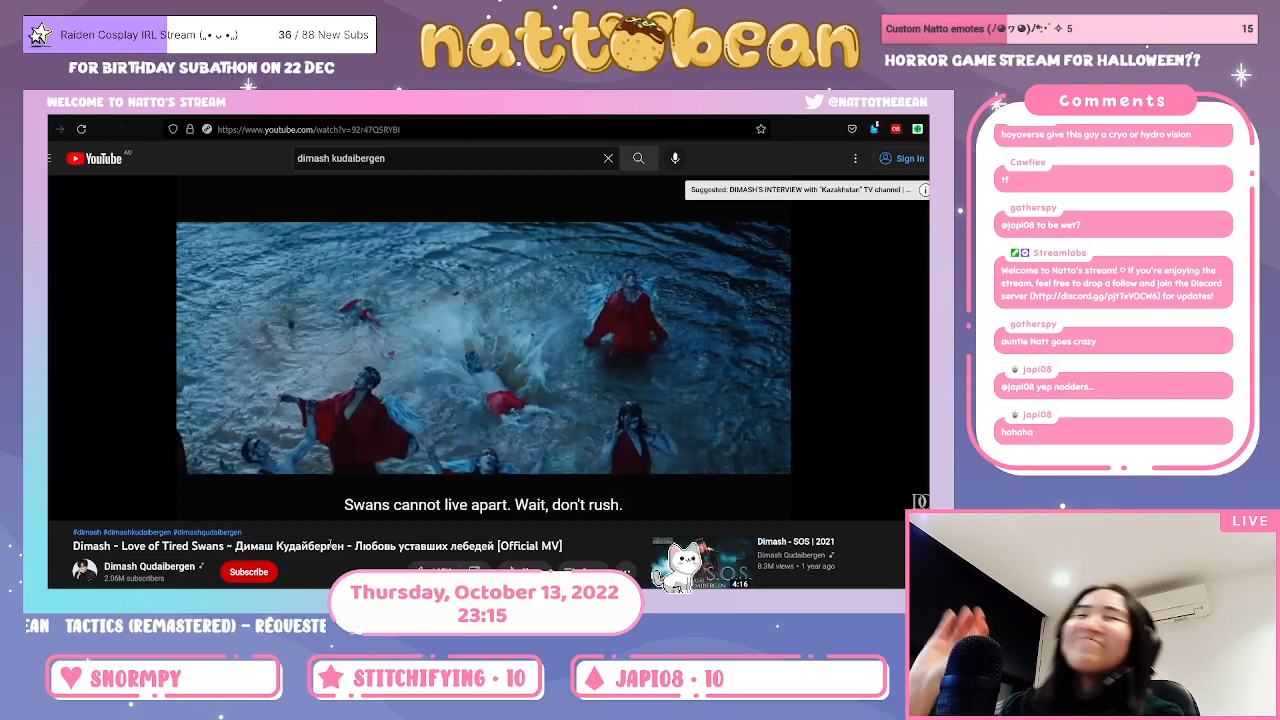 Raiden Cosplay IRL Stream („• ᴗ •„) 36 / 88 New Subs
FOR BIRTHDAY SUBATHON ON 22 DEC
nattobean
Custom Natto emotes (ﾉ◕ヮ◕)ﾉ*:･ﾟ✧ 5 15
HORROR GAME STREAM FOR HALLOWEEN??
WELCOME TO NATTO'S STREAM
@NATTOTHEBEAN
https://www.youtube.com/watch?v=92r47QSRYBI
YouTube AU
dimash kudaibergen
Sign in
Suggested: DIMASH'S INTERVIEW with "Kazakhstan" TV channel | ...
Swans cannot live apart. Wait, don't rush.
#dimash #dimashkudaibergen #dimashqudaibergen
Dimash - Love of Tired Swans ~ Димаш Кудайберген - Любовь уставших лебедей [Official MV]
Dimash Qudaibergen
2.06M subscribers
Subscribe
S.O.S
4:16
Dimash - SOS | 2021
Dimash Qudaibergen
8.3M views • 1 year ago
Comments
hoyoverse give this guy a cryo or hydro vision
Cawfiee
tf
gatherspy
@japi08 to be wet?
Streamlabs
Welcome to Natto's stream! ♡ If you're enjoying the
stream, feel free to drop a follow and join the Discord
server (http://discord.gg/pjtTxVQCW6) for updates!
gatherspy
auntie Natt goes crazy
japi08
@japi08 yep nodders...
japi08
hahaha
LIVE
Thursday, October 13, 2022
23:15
EAN TACTICS (REMASTERED) - REQUESTE
SNORMPY
STITCHIFYING · 10
JAPI08 · 10